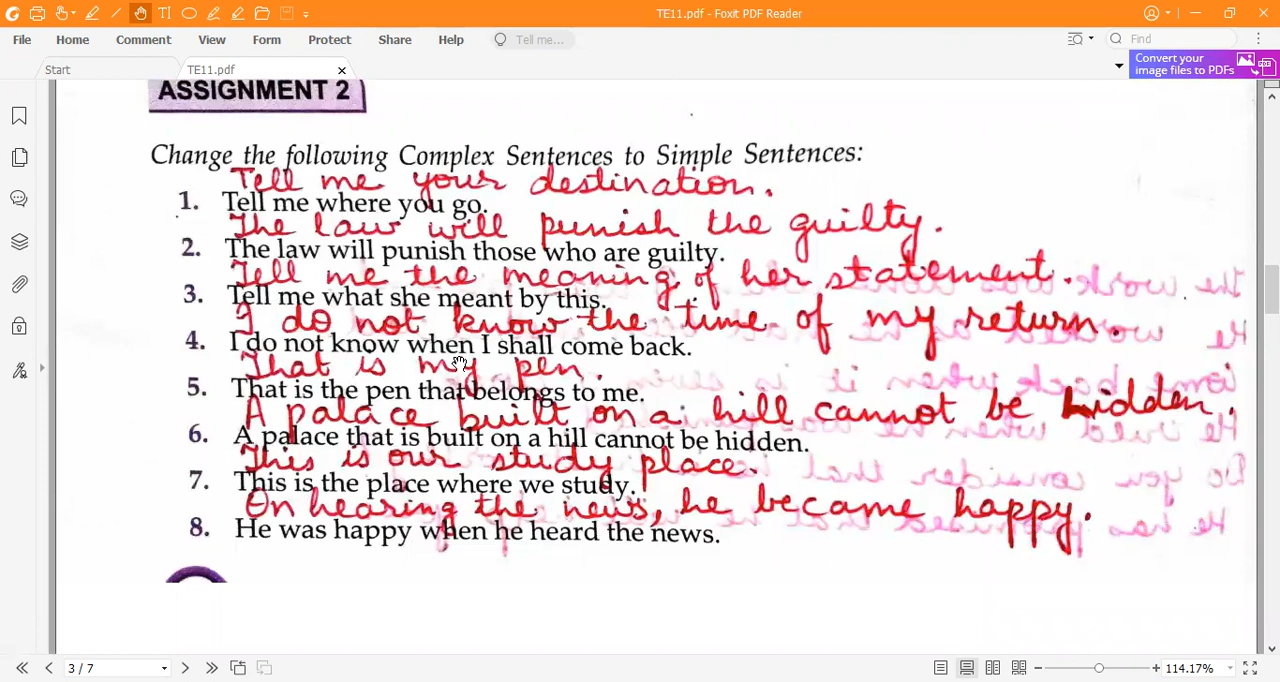 TE11.pdf - Foxit PDF Reader
File Home Comment View Form Protect Share Help Tell me... Find
Start TE11.pdf
Convert your
image files to PDFs
ASSIGNMENT 2
Change the following Complex Sentences to Simple Sentences:
Tell me your destination.
1. Tell me where you go.
The law will punish the guilty.
2. The law will punish those who are guilty.
Tell me the meaning of her statement.
3. Tell me what she meant by this.
I do not know the time of my return.
4. I do not know when I shall come back.
That is my pen.
5. That is the pen that belongs to me.
A palace built on a hill cannot be hidden.
6. A palace that is built on a hill cannot be hidden.
This is our study place.
7. This is the place where we study.
On hearing the news, he became happy.
8. He was happy when he heard the news.
3 / 7 114.17%